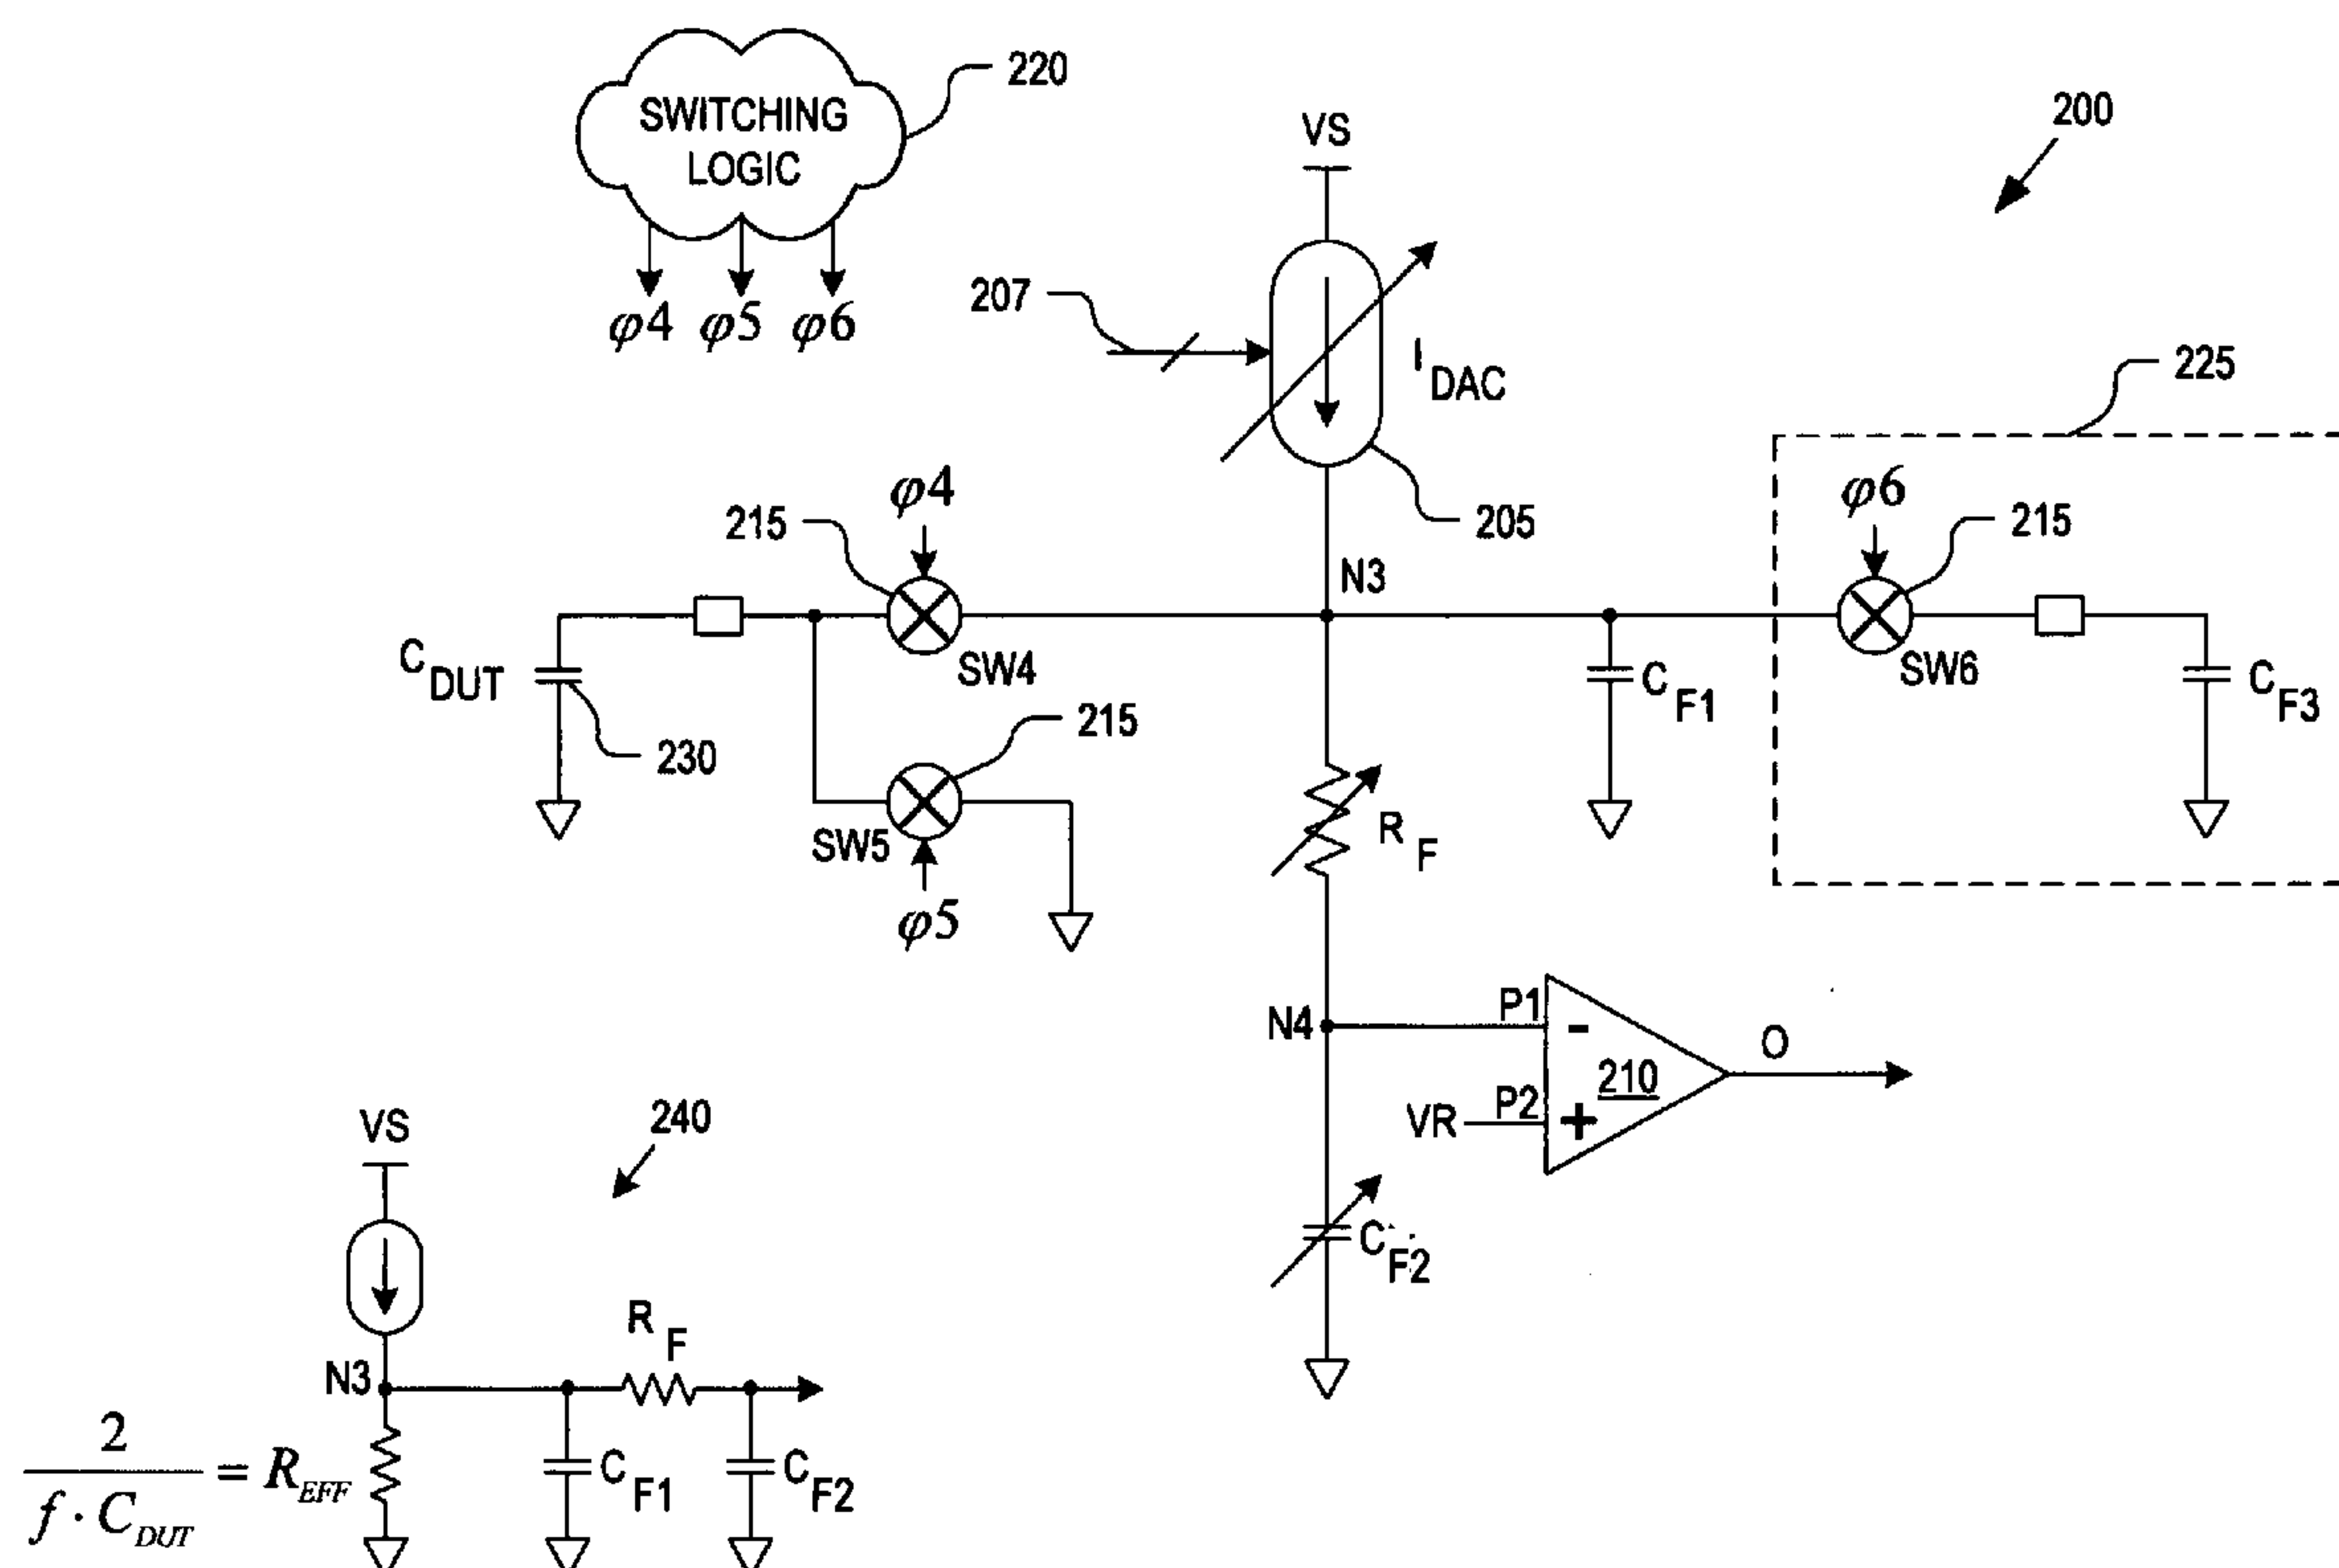 220
SWITCHING
LOGIC
200
VS
φ4 φ5 φ6
207
I DAC
225
φ4
φ6
215
205
215
N3
C DUT
SW4
SW6
C F1
C F3
215
230
R F
SW5
φ5
P1
-
N4
O
210
VR
P2
+
240
VS
C F2
R F
N3
2
f · C DUT
= R EFF
C F1
C F2